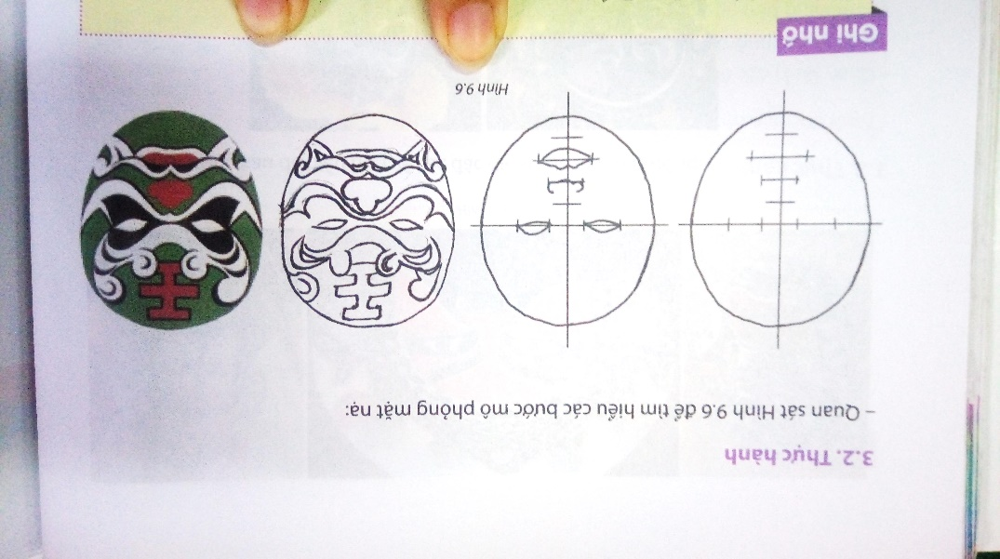 3.2. Thực hành
– Quan sát Hình 9.6 để tìm hiểu các bước mô phỏng mặt nạ:
Hình 9.6
Ghi nhớ